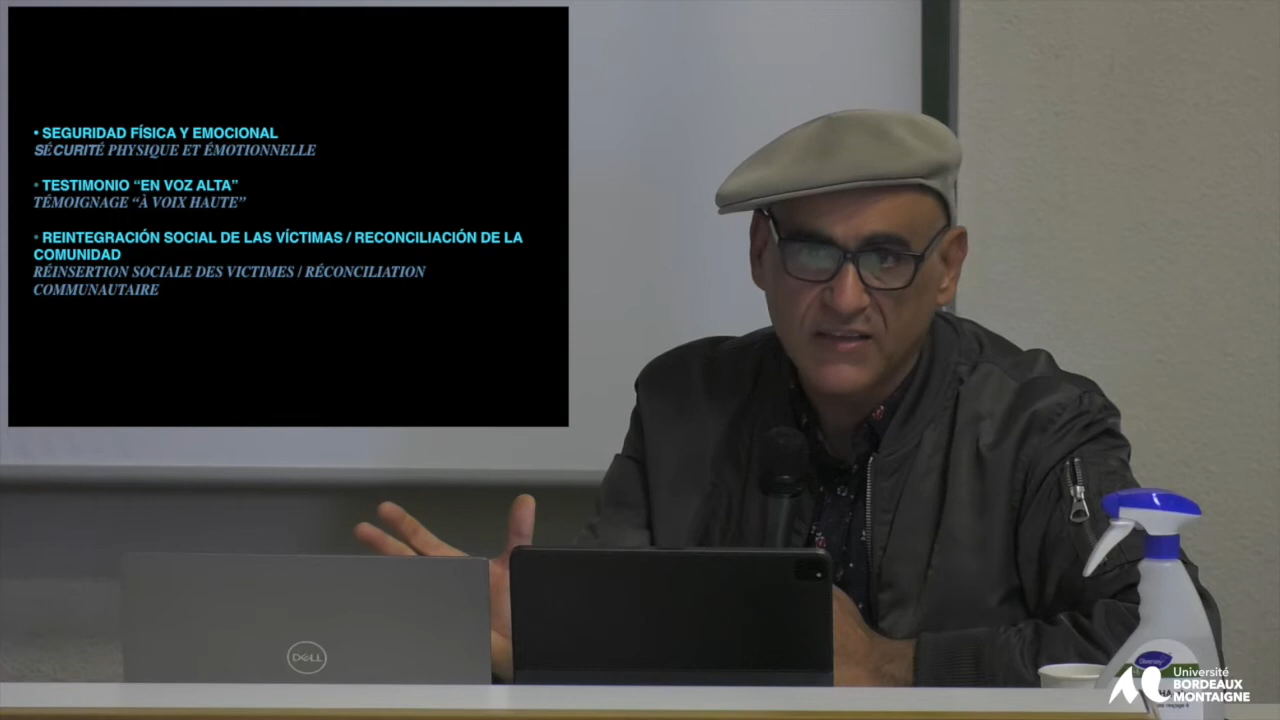 • SEGURIDAD FÍSICA Y EMOCIONAL
SÉCURITÉ PHYSIQUE ET ÉMOTIONNELLE
• TESTIMONIO “EN VOZ ALTA”
TÉMOIGNAGE “À VOIX HAUTE”
• REINTEGRACIÓN SOCIAL DE LAS VÍCTIMAS / RECONCILIACIÓN DE LA
COMUNIDAD
RÉINSERTION SOCIALE DES VICTIMES / RÉCONCILIATION
COMMUNAUTAIRE
DELL
Diversey
Université
BORDEAUX
MONTAIGNE